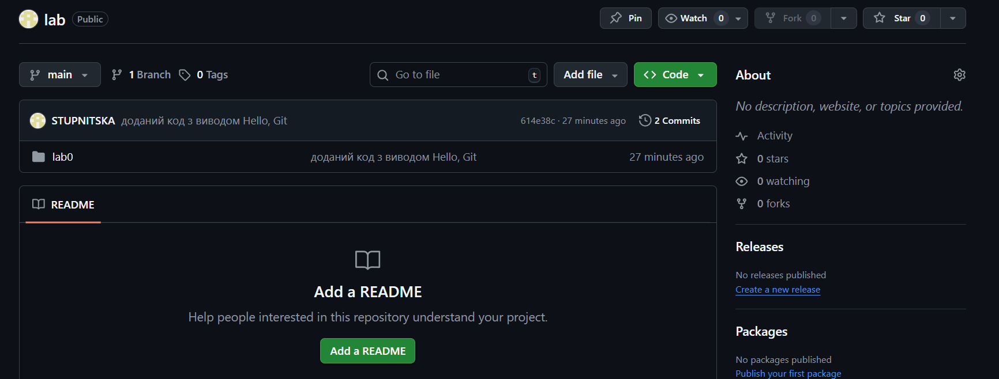 lab Public Pin Watch 0 Fork 0 Star 0
main 1 Branch 0 Tags Go to file t Add file Code
STUPNITSKA доданий код з виводом Hello, Git 614e38c · 27 minutes ago 2 Commits
lab0 доданий код з виводом Hello, Git 27 minutes ago
README
Add a README
Help people interested in this repository understand your project.
Add a README
About
No description, website, or topics provided.
Activity
0 stars
0 watching
0 forks
Releases
No releases published
Create a new release
Packages
No packages published
Publish your first package